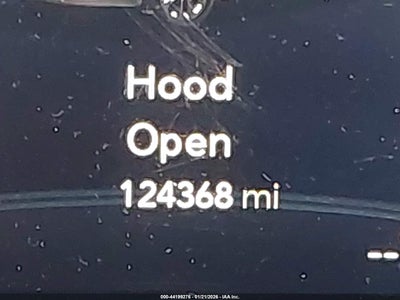 Hood
Open
124368 mi
--
000-44199276 - 01/21/2026 - IAA Inc.